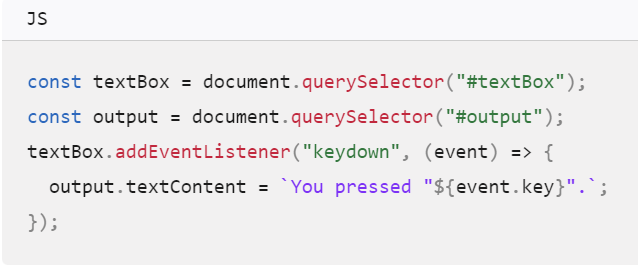 JS
const textBox = document.querySelector("#textBox");
const output = document.querySelector("#output");
textBox.addEventListener("keydown", (event) => {
  output.textContent = `You pressed "${event.key}".`;
});